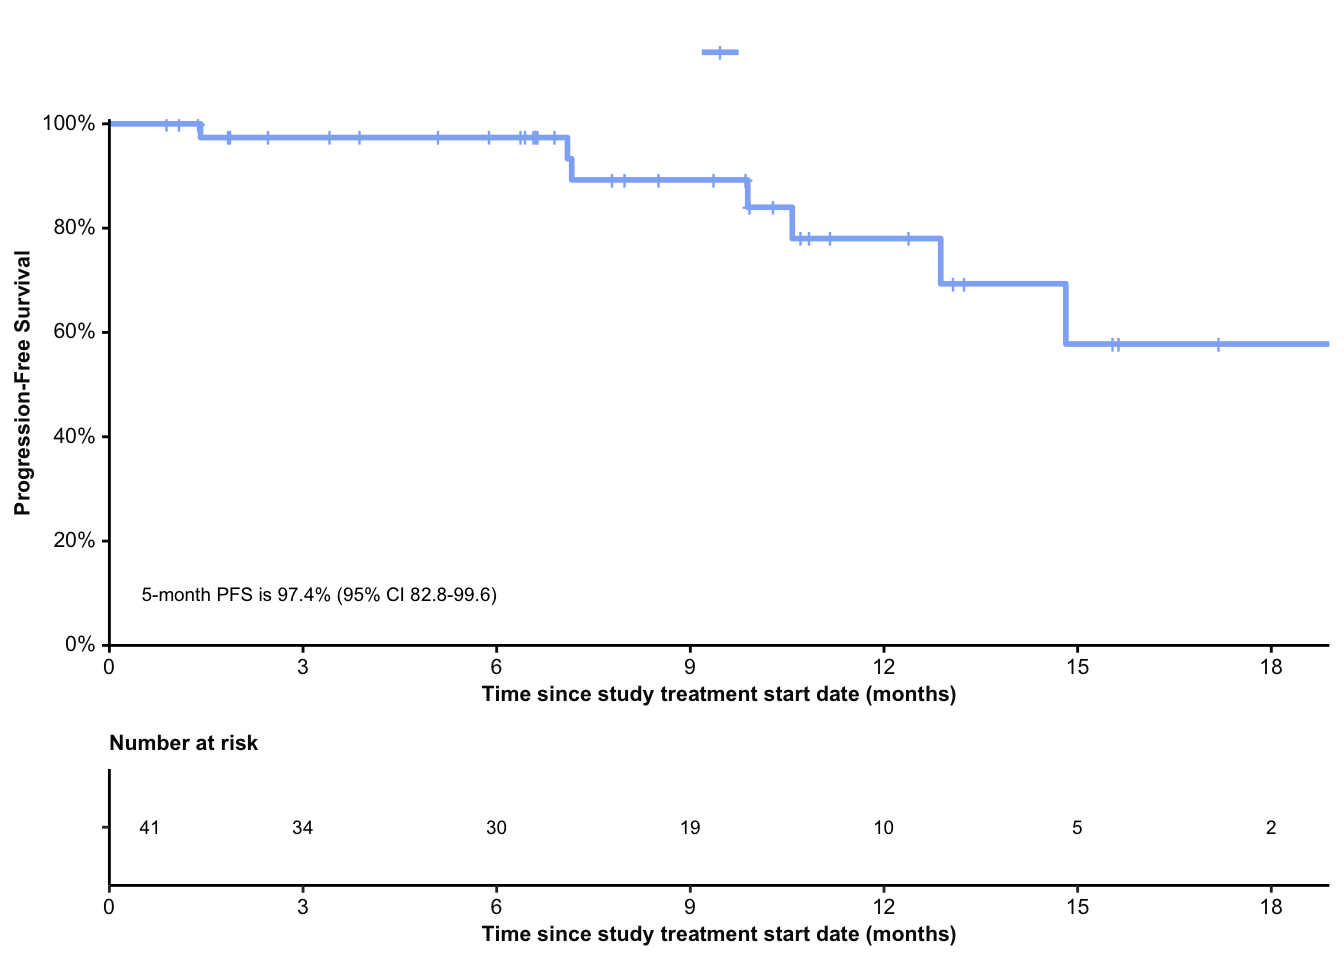 100%
80%
60%
40%
20%
0%
Progression-Free Survival
5-month PFS is 97.4% (95% CI 82.8-99.6)
0 3 6 9 12 15 18
Time since study treatment start date (months)
Number at risk
41 34 30 19 10 5 2
0 3 6 9 12 15 18
Time since study treatment start date (months)